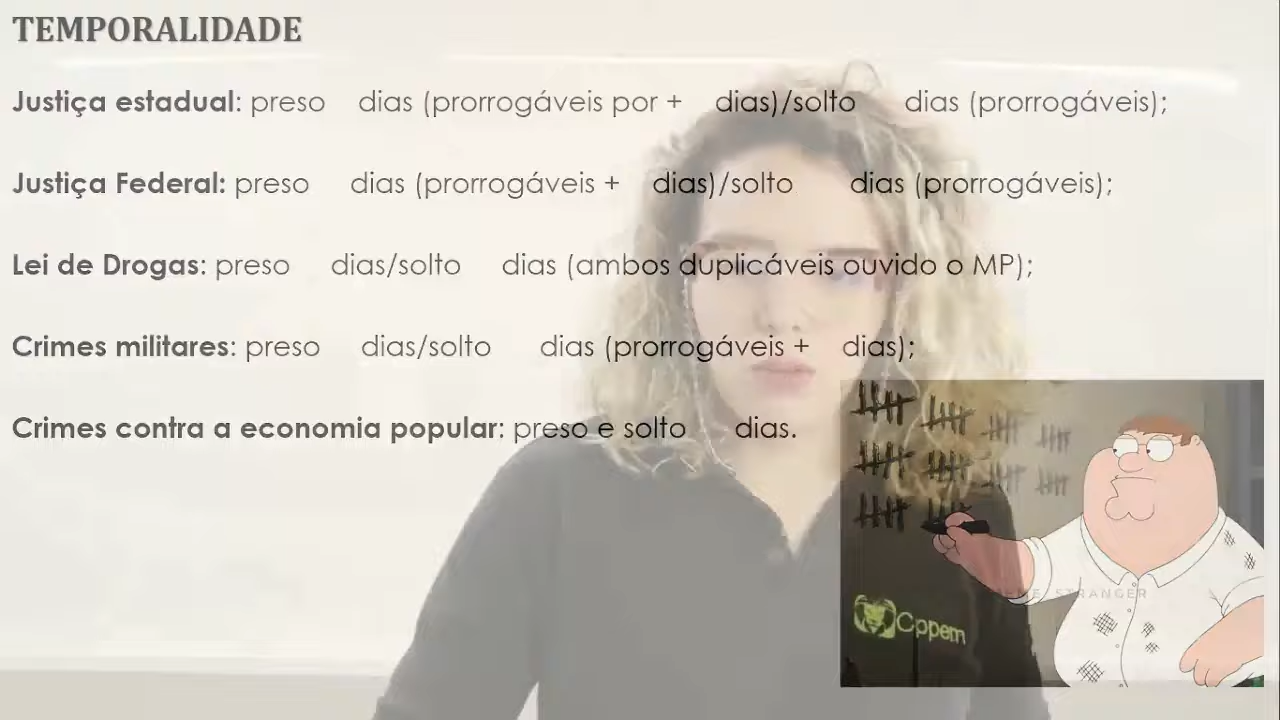 TEMPORALIDADE
Justiça estadual: preso dias (prorrogáveis por + dias)/solto dias (prorrogáveis);
Justiça Federal: preso dias (prorrogáveis + dias)/solto dias (prorrogáveis);
Lei de Drogas: preso dias/solto dias (ambos duplicáveis ouvido o MP);
Crimes militares: preso dias/solto dias (prorrogáveis + dias);
Crimes contra a economia popular: preso e solto dias.
STRANGER
Cppem